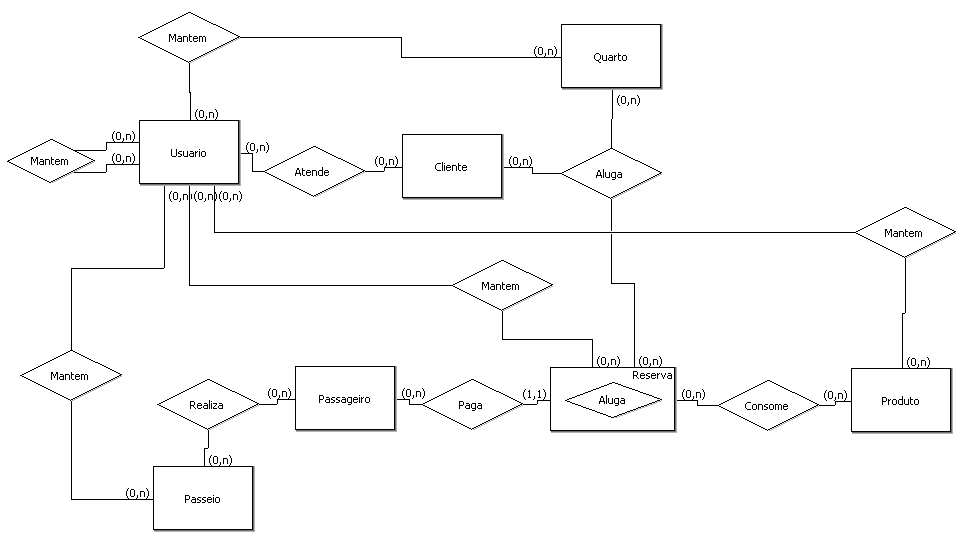 Mantem
(0,n)
Quarto
(0,n)
(0,n)
Mantem
(0,n)
(0,n)
Usuario
(0,n)
Atende
(0,n)
Cliente
(0,n)
Aluga
(0,n)(0,n)(0,n)
Mantem
Mantem
Mantem
(0,n)
(0,n)
(0,n)
Realiza
(0,n)
Passageiro
(0,n)
Paga
(1,1)
Reserva
Aluga
(0,n)
Consome
(0,n)
Produto
(0,n)
(0,n)
Passeio